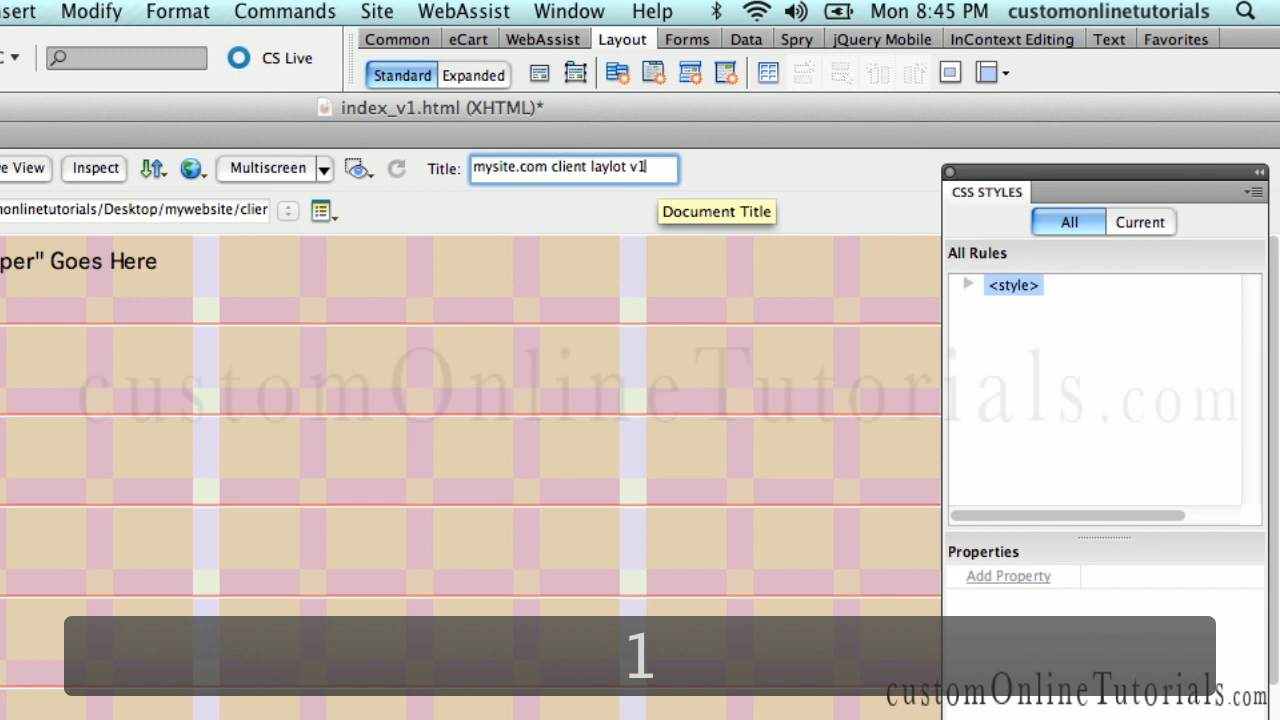 nsert Modify Format Commands Site WebAssist Window Help Mon 8:45 PM customonlinetutorials
C CS Live Common eCart WebAssist Layout Forms Data Spry jQuery Mobile InContext Editing Text Favorites
Standard Expanded
index_v1.html (XHTML)*
e View Inspect Multiscreen Title: mysite.com client laylot v1
onlinetutorials/Desktop/mywebsite/clier
Document Title
CSS STYLES
All Current
All Rules
<style>
per" Goes Here
customOnlineTutorials.com
Properties
Add Property
1
customOnlineTutorials.com